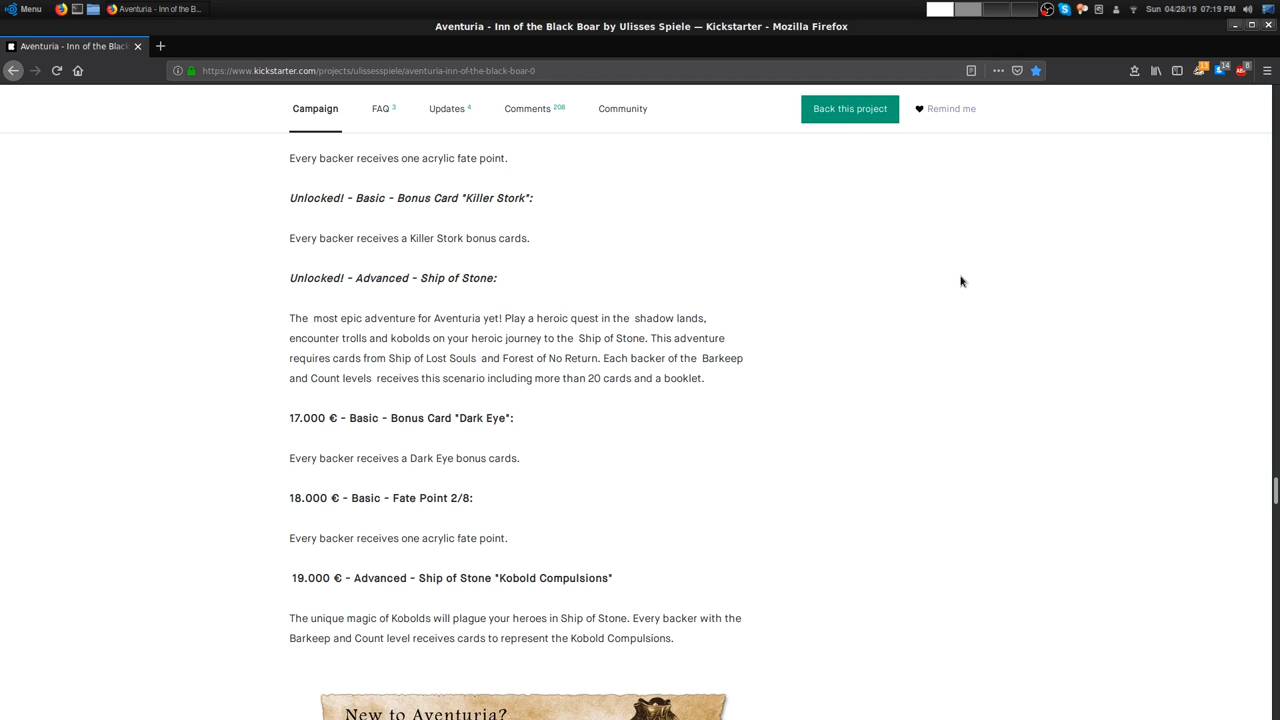 Menu
Aventuria - Inn of the B...
Sun 04/28/19 07:19 PM
Aventuria - Inn of the Black Boar by Ulisses Spiele — Kickstarter - Mozilla Firefox
Aventuria - Inn of the Black
https://www.kickstarter.com/projects/ulissesspiele/aventuria-inn-of-the-black-boar-0
13
14
8
Campaign
FAQ 3
Updates 4
Comments 208
Community
Back this project
Remind me
Every backer receives one acrylic fate point.
Unlocked! - Basic - Bonus Card "Killer Stork":
Every backer receives a Killer Stork bonus cards.
Unlocked! - Advanced - Ship of Stone:
The most epic adventure for Aventuria yet! Play a heroic quest in the shadow lands,
encounter trolls and kobolds on your heroic journey to the Ship of Stone. This adventure
requires cards from Ship of Lost Souls and Forest of No Return. Each backer of the Barkeep
and Count levels receives this scenario including more than 20 cards and a booklet.
17.000 € - Basic - Bonus Card "Dark Eye":
Every backer receives a Dark Eye bonus cards.
18.000 € - Basic - Fate Point 2/8:
Every backer receives one acrylic fate point.
19.000 € - Advanced - Ship of Stone "Kobold Compulsions"
The unique magic of Kobolds will plague your heroes in Ship of Stone. Every backer with the
Barkeep and Count level receives cards to represent the Kobold Compulsions.
New to Aventuria?